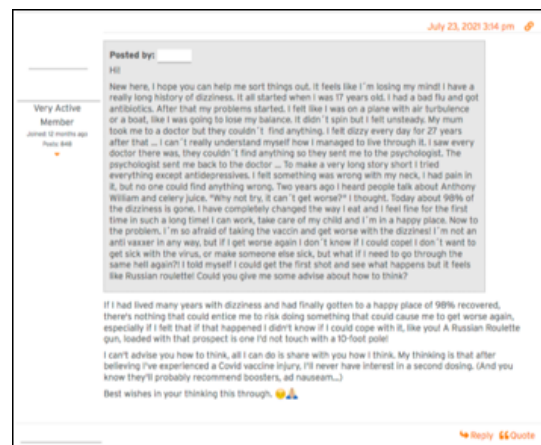 July 23, 2021 3:14 pm
Posted by:
Hi!
New here, I hope you can help me sort things out. It feels like I´m losing my mind! I have a
really long history of dizziness. It all started when I was 17 years old. I had a bad flu and got
antibiotics. After that my problems started. I felt like I was on a plane with air turbulence
or a boat, like I was going to lose my balance. It didn´t spin but I felt unsteady. My mum
took me to a doctor but they couldn´t find anything. I felt dizzy every day for 27 years
after that ... I can´t really understand myself how I managed to live through it. I saw every
doctor there was, they couldn´t find anything so they sent me to the psychologist. The
psychologist sent me back to the doctor ... To make a very long story short I tried
everything except antidepressives. I felt something was wrong with my neck, I had pain in
it, but no one could find anything wrong. Two years ago I heard people talk about Anthony
William and celery juice. "Why not try, it can´t get worse?" I thought. Today about 98% of
the dizziness is gone. I have completely changed the way I eat and I feel fine for the first
time in such a long time! I can work, take care of my child and I´m in a happy place. Now to
the problem. I´m so afraid of taking the vaccin and get worse with the dizzines! I´m not an
anti vaxxer in any way, but if I get worse again I don´t know if I could cope! I don´t want to
get sick with the virus, or make someone else sick, but what if I need to go through the
same hell again?! I told myself I could get the first shot and see what happens but it feels
like Russian roulette! Could you give me some advise about how to think?
Very Active
Member
Joined 12 months ago
Posts: 848
If I had lived many years with dizziness and had finally gotten to a happy place of 98% recovered,
there's nothing that could entice me to risk doing something that could cause me to get worse again,
especially if I felt that if that happened I didn't know if I could cope with it, like you! A Russian Roulette
gun, loaded with that prospect is one I'd not touch with a 10-foot pole!
I can't advise you how to think, all I can do is share with you how I think. My thinking is that after
believing I've experienced a Covid vaccine injury, I'll never have interest in a second dosing. (And you
know they'll probably recommend boosters, ad nauseam...)
Best wishes in your thinking this through. 🙂🙏
Reply Quote